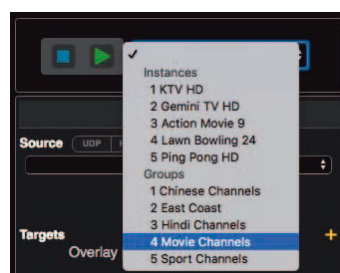 Instances
1 KTV HD
2 Gemini TV HD
3 Action Movie 9
4 Lawn Bowling 24
5 Ping Pong HD
Groups
1 Chinese Channels
2 East Coast
3 Hindi Channels
4 Movie Channels
5 Sport Channels
Source
UDP
Targets
Overlay